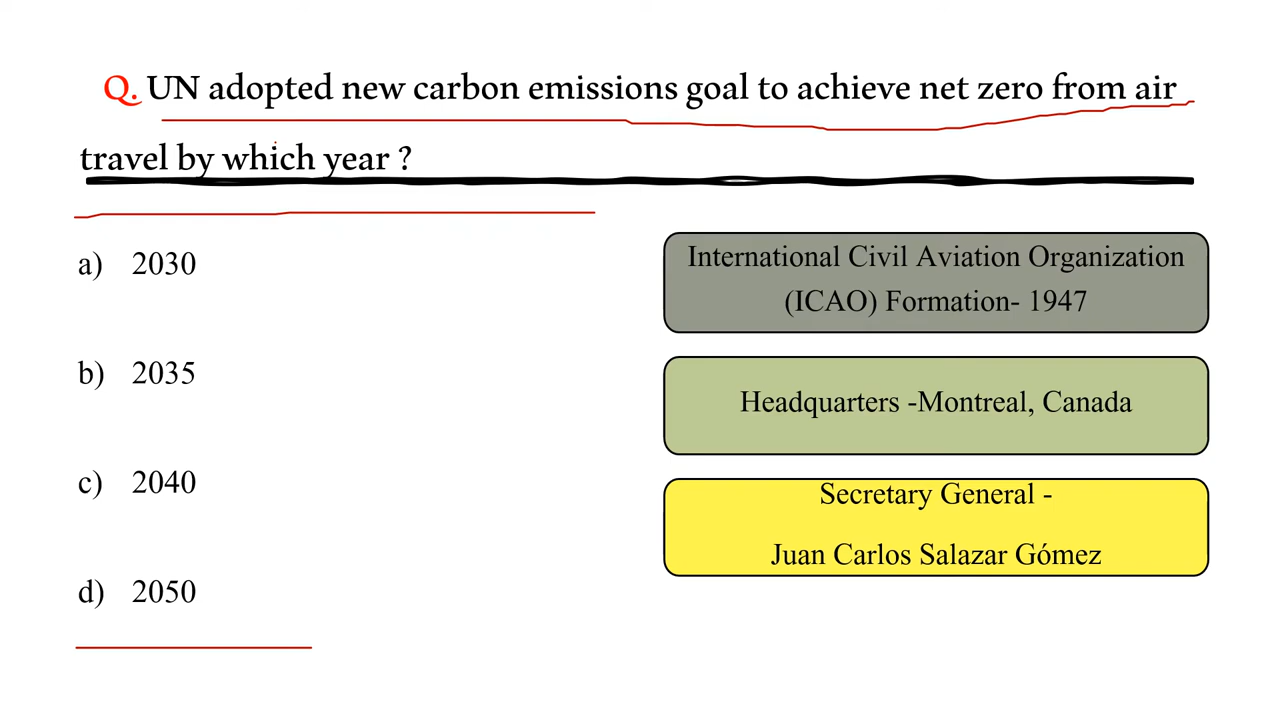 Q. UN adopted new carbon emissions goal to achieve net zero from air
travel by which year ?
a) 2030
b) 2035
c) 2040
d) 2050
International Civil Aviation Organization
(ICAO) Formation- 1947
Headquarters -Montreal, Canada
Secretary General -
Juan Carlos Salazar Gómez